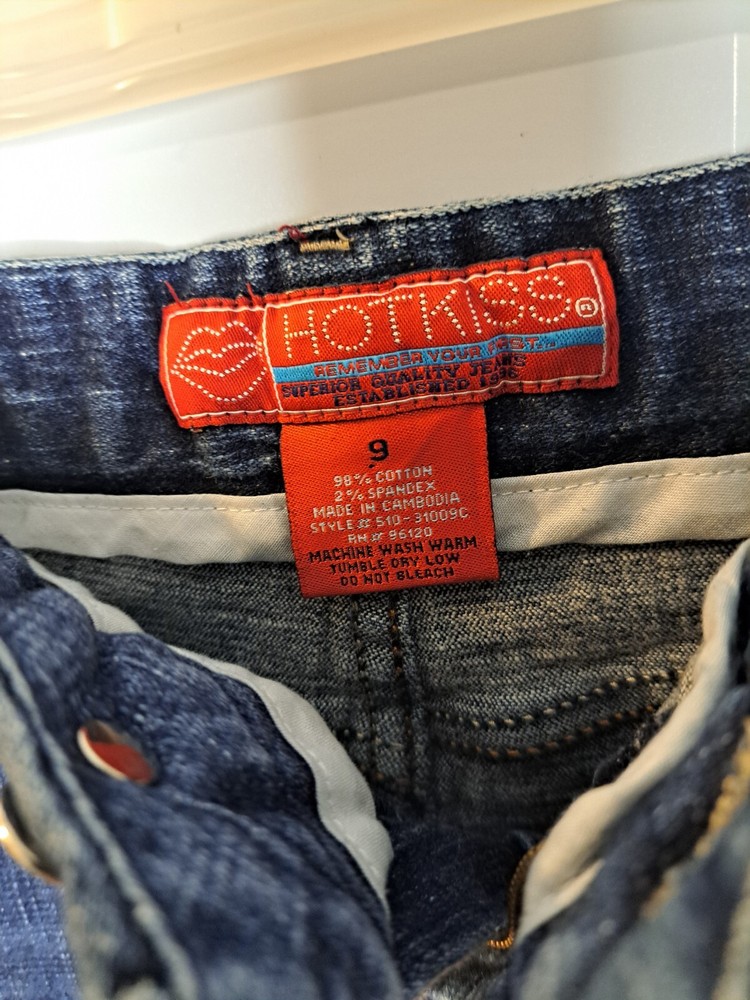 HOTKISS®
REMEMBER YOUR FIRST...
SUPERIOR QUALITY JEANS
ESTABLISHED 1996
9
98% COTTON
2% SPANDEX
MADE IN CAMBODIA
STYLE # 510-31009C
RN# 96120
MACHINE WASH WARM
TUMBLE DRY LOW
DO NOT BLEACH